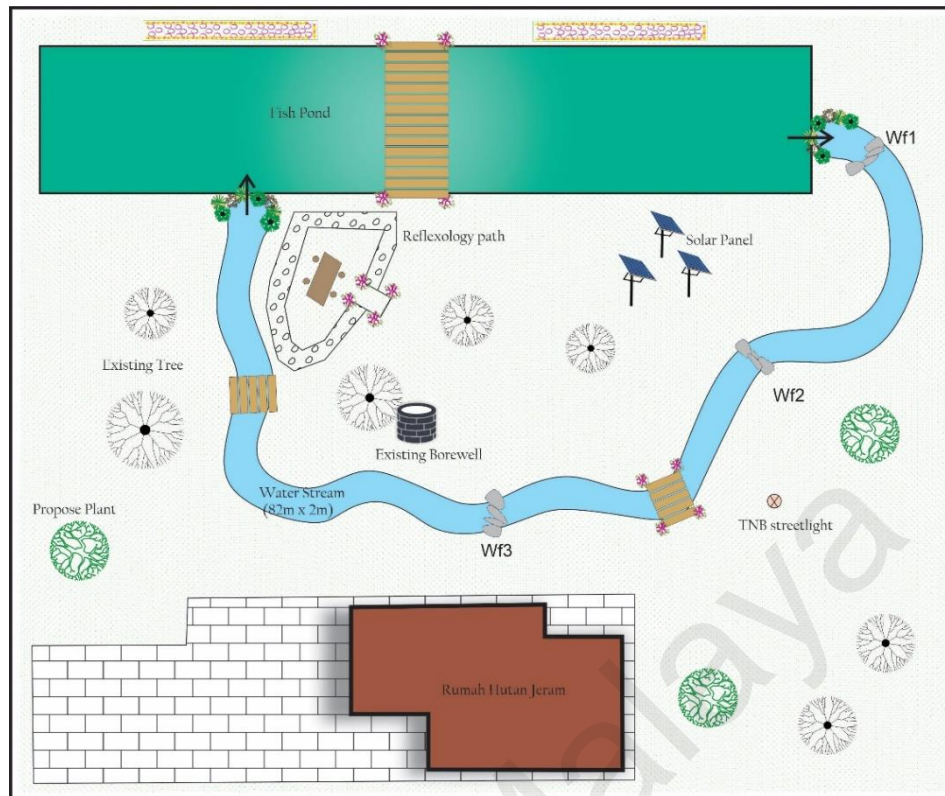 Fish Pond
Wf1
Reflexology path
Solar Panel
Existing Tree
Wf2
Existing Borewell
Water Stream
(82m x 2m)
Propose Plant
TNB streetlight
Wf3
Rumah Hutan Jeram
Malaya